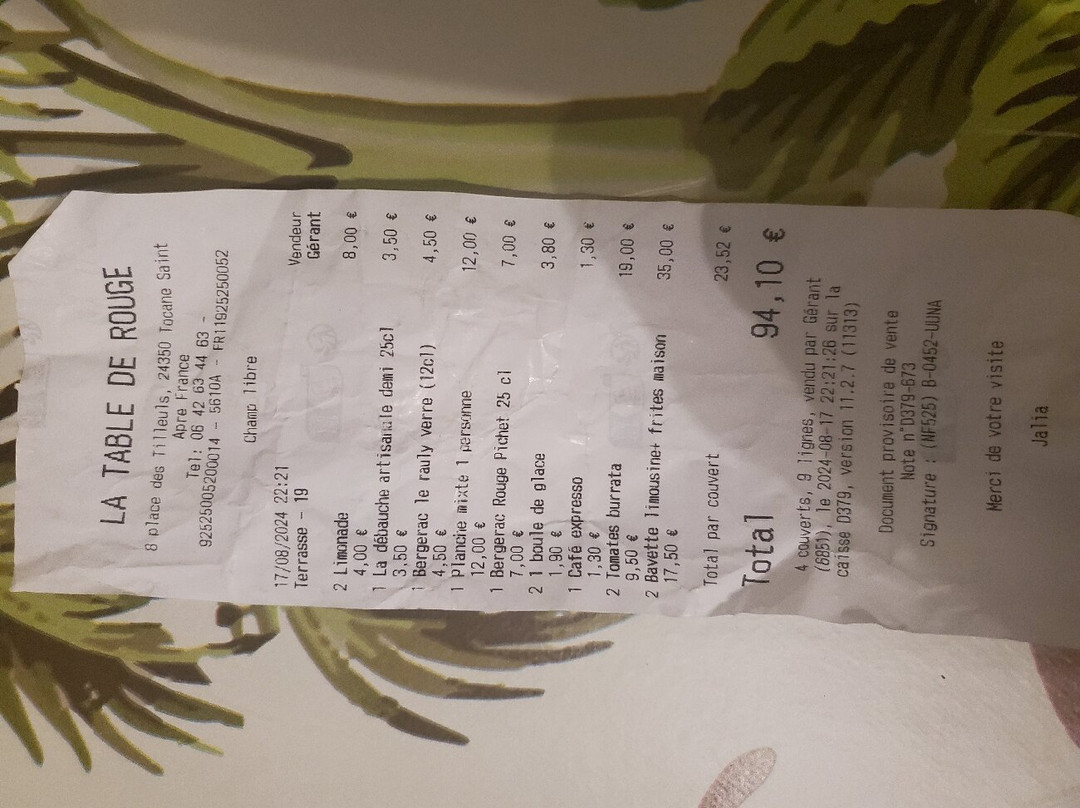 LA TABLE DE ROUGE
8 place des Tilleuls, 24350 Tocane Saint
Apre France
Tel: 06 42 63 44 63 -
92525005200014 - 5610A - FR11925250052
Champ libre
17/08/2024 22:21 Vendeur
Terrasse - 19 Gérant
2 Limonade 8,00 €
4,00 €
1 La débauche artisanale demi 25cl 3,50 €
3,50 €
1 Bergerac le rauly verre (12cl) 4,50 €
4,50 €
1 Planche mixte 1 personne 12,00 €
12,00 €
1 Bergerac Rouge Pichet 25 cl 7,00 €
7,00 €
2 1 boule de glace 3,80 €
1,90 €
1 Café expresso 1,30 €
1,30 €
2 Tomates burrata 19,00 €
9,50 €
2 Bavette limousine+ frites maison 35,00 €
17,50 €
Total par couvert 23,52 €
Total 94,10 €
4 couverts, 9 lignes, vendu par Gérant
(6851), le 2024-08-17 22:21:26 sur la
caisse D379, version 11.2.7 (11313)
Document provisoire de vente
Note n°D379-673
Signature : (NF525) B-0452-UUNA
Merci de votre visite
Jalia